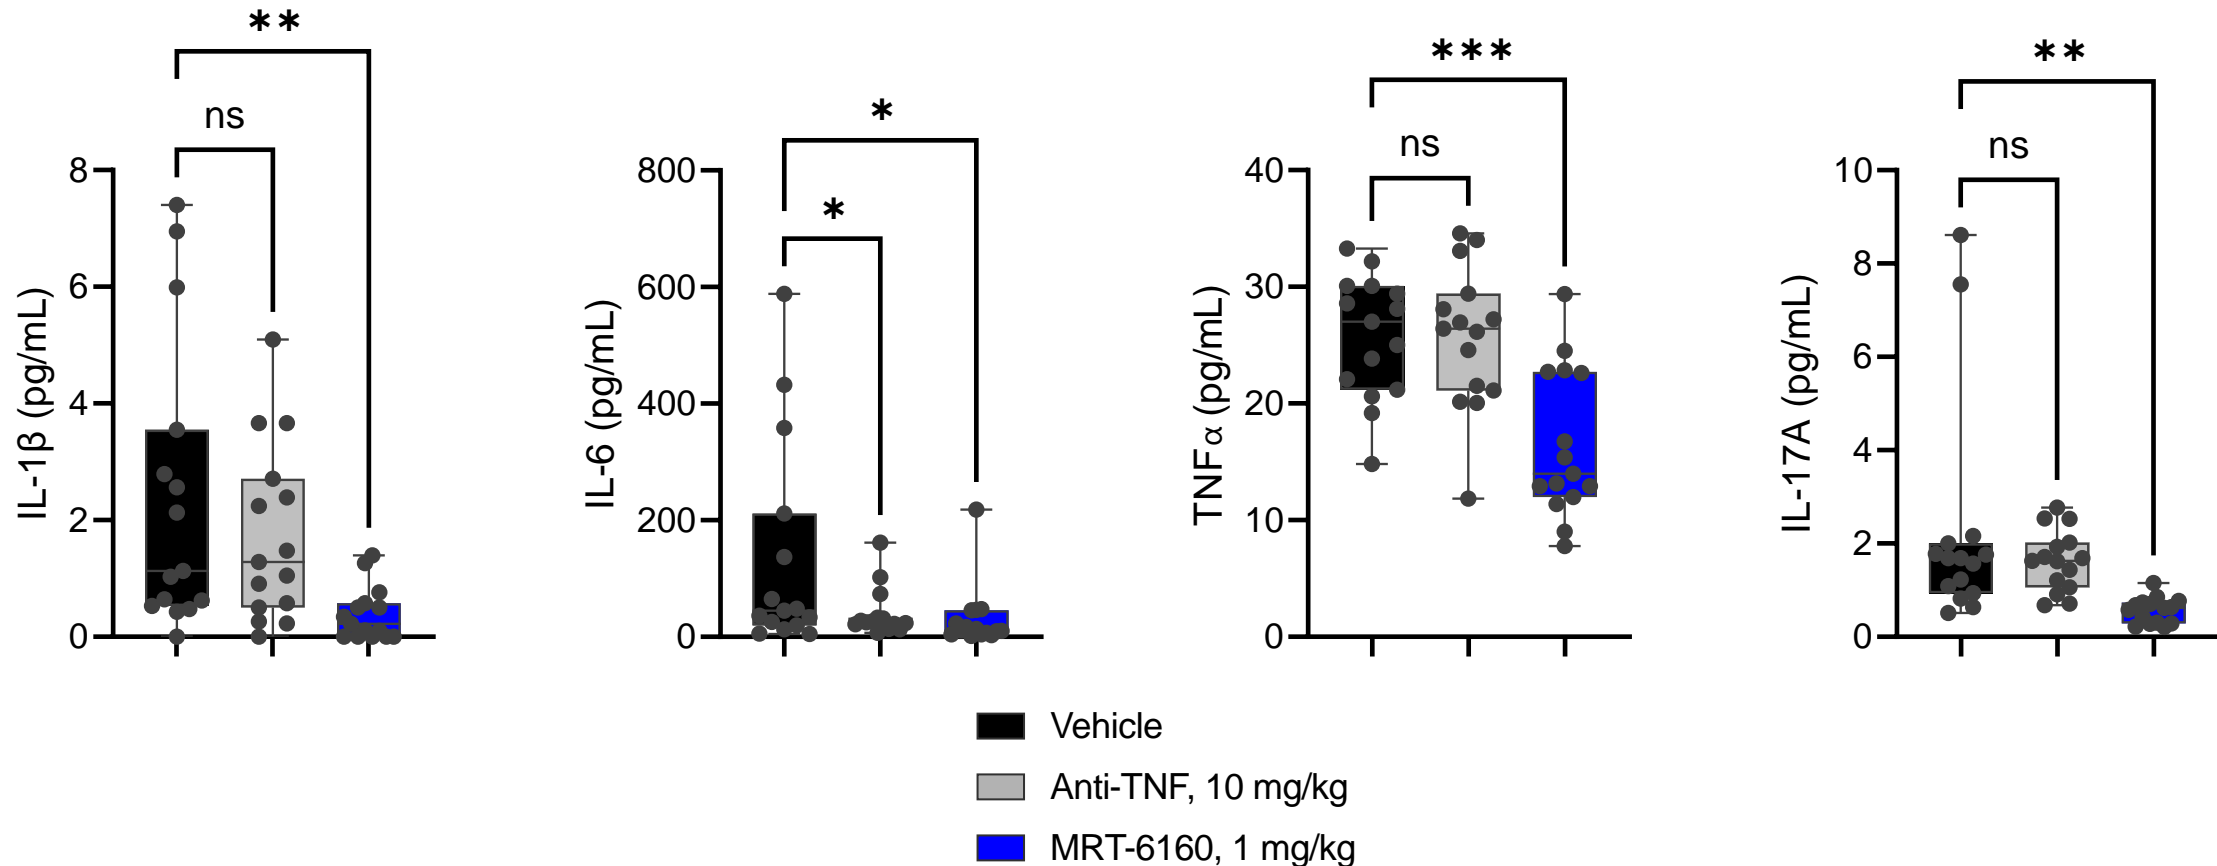 **
ns
8
6
4
2
0
IL-1β (pg/mL)
*
*
800
600
400
200
0
IL-6 (pg/mL)
***
ns
40
30
20
10
0
TNFα (pg/mL)
**
ns
10
8
6
4
2
0
IL-17A (pg/mL)
Vehicle
Anti-TNF, 10 mg/kg
MRT-6160, 1 mg/kg